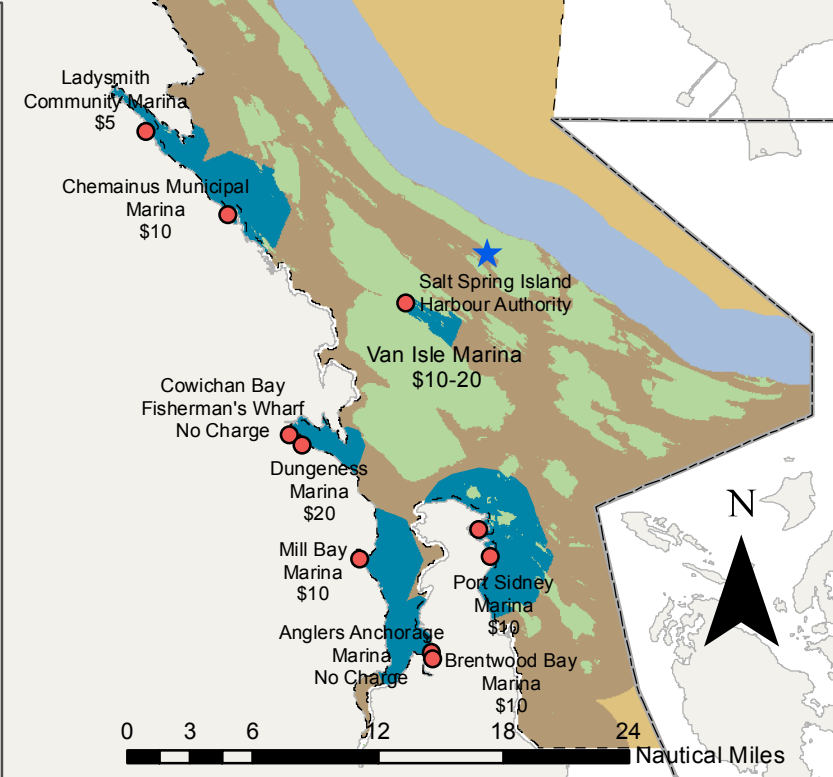 Ladysmith
Community Marina
$5
Chemainus Municipal
Marina
$10
Salt Spring Island
Harbour Authority
Van Isle Marina
$10-20
Cowichan Bay
Fisherman's Wharf
No Charge
Dungeness
Marina
$20
N
Mill Bay
Marina
$10
Port Sidney
Marina
$10
Anglers Anchorage
Marina
No Charge
Brentwood Bay
Marina
$10
0 3 6 12 18 24
Nautical Miles